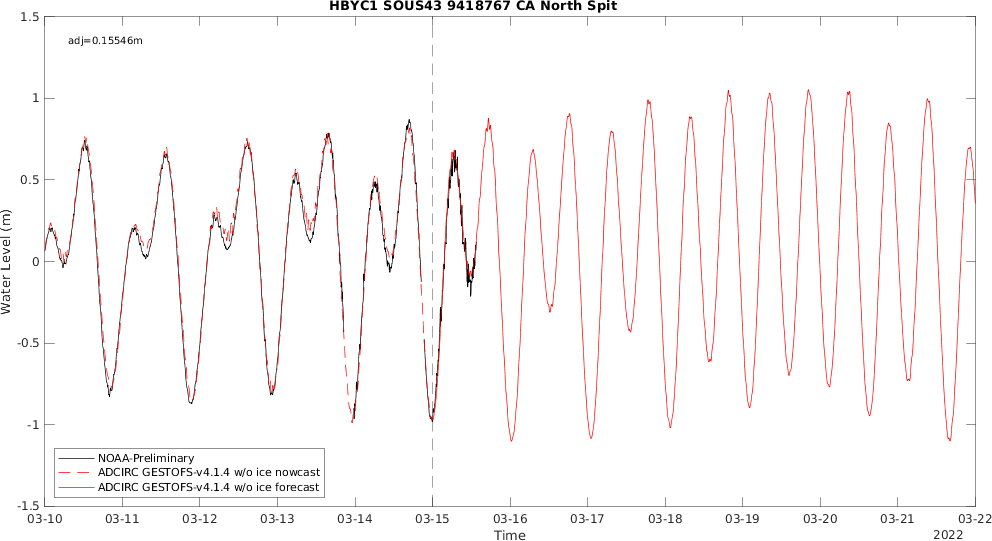 HBYC1 SOUS43 9418767 CA North Spit
adj=0.15546m
1.5
1
0.5
0
-0.5
-1
-1.5
Water Level (m)
NOAA-Preliminary
ADCIRC GESTOFS-v4.1.4 w/o ice nowcast
ADCIRC GESTOFS-v4.1.4 w/o ice forecast
03-10 03-11 03-12 03-13 03-14 03-15 03-16 03-17 03-18 03-19 03-20 03-21 03-22
Time
2022